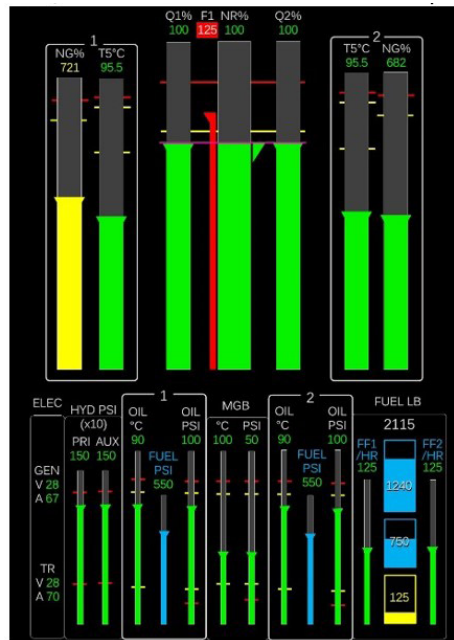 Q1% F1 NR% Q2%
100 125 100 100
1
NG% T5°C
721 95.5
2
T5°C NG%
95.5 682
ELEC
GEN
V 28
A 67
TR
V 28
A 70
HYD PSI
(x10)
PRI AUX
150 150
1
OIL OIL
°C PSI
90 100
FUEL
PSI
550
MGB
°C PSI
100 50
2
OIL OIL
°C PSI
90 100
FUEL
PSI
550
FUEL LB
2115
FF1
/HR
125
FF2
/HR
125
1240
750
125